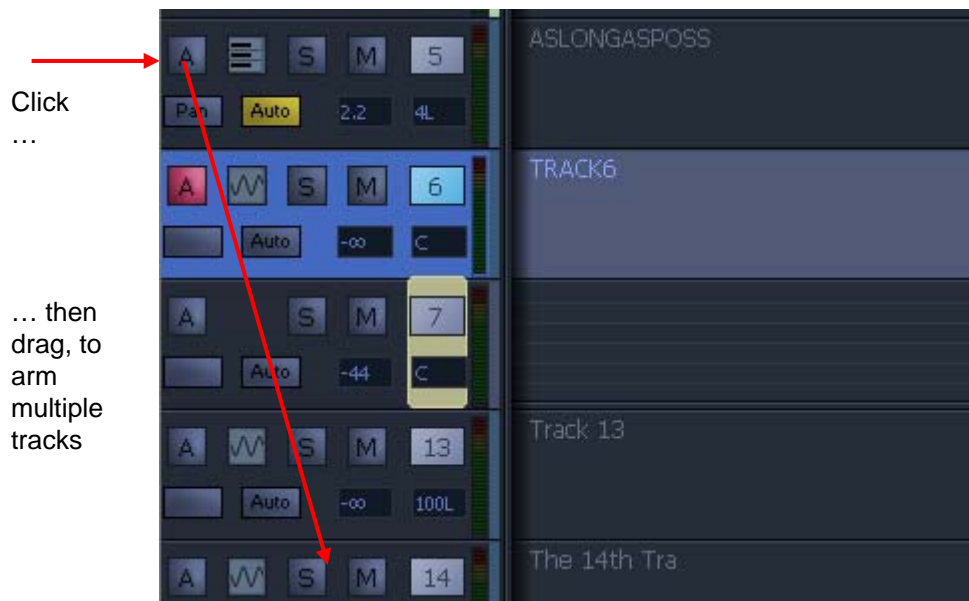 Click
…
… then
drag, to
arm
multiple
tracks
A S M 5 ASLONGASPOSS
Pan Auto 2.2 4L
A S M 6 TRACK6
Auto -∞ C
A S M 7
Auto -44 C
A S M 13 Track 13
Auto -∞ 100L
A S M 14 The 14th Tra